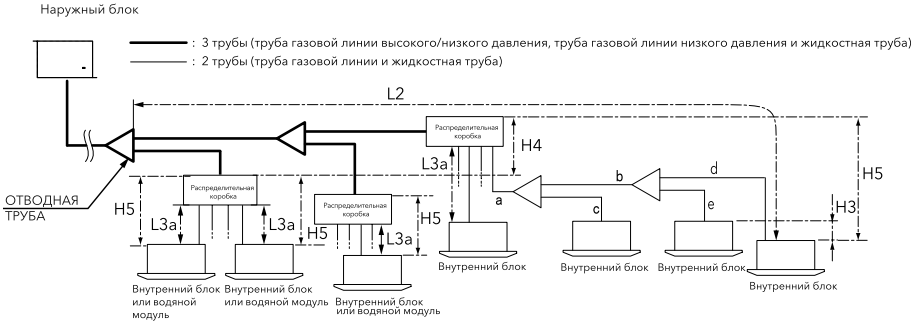 Наружный блок
: 3 трубы (труба газовой линии высокого/низкого давления, труба газовой линии низкого давления и жидкостная труба)
: 2 трубы (труба газовой линии и жидкостная труба)
L2
Распределительная
коробка
H4
L3a
H5
a
b
d
c
e
H3
ОТВОДНАЯ
ТРУБА
H5
Распределительная
коробка
L3a
L3a
H5
Распределительная
коробка
L3a
H5
Внутренний блок
Внутренний блок
Внутренний блок
Внутренний блок
Внутренний блок
или водяной
модуль
Внутренний блок
или водяной модуль
Внутренний блок
или водяной модуль